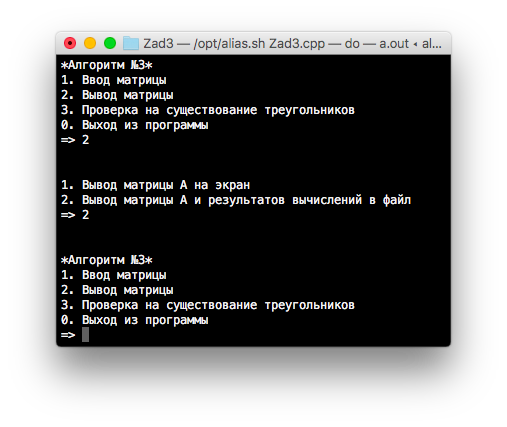 Zad3 — /opt/alias.sh Zad3.cpp — do — a.out ◂ al...
*Алгоритм №3*
1. Ввод матрицы
2. Вывод матрицы
3. Проверка на существование треугольников
0. Выход из программы
=> 2
1. Вывод матрицы A на экран
2. Вывод матрицы A и результатов вычислений в файл
=> 2
*Алгоритм №3*
1. Ввод матрицы
2. Вывод матрицы
3. Проверка на существование треугольников
0. Выход из программы
=>